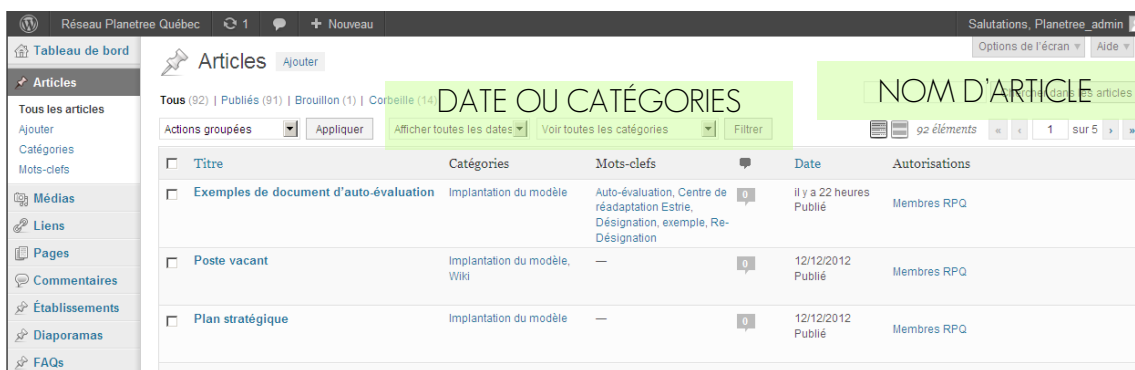 Réseau Planetree Québec 1 + Nouveau Salutations, Planetree_admin
Tableau de bord
Options de l'écran Aide
Articles Ajouter
Articles
Tous les articles
Ajouter
Catégories
Mots-clefs
Médias
Liens
Pages
Commentaires
Établissements
Diaporamas
FAQs
Tous (92) | Publiés (91) | Brouillon (1) | Corbeille (14)
DATE OU CATÉGORIES
NOM D'ARTICLE
Chercher dans les articles
Actions groupées Appliquer Afficher toutes les dates Voir toutes les catégories Filtrer 92 éléments « ‹ 1 sur 5 › »
Titre Catégories Mots-clefs Date Autorisations
Exemples de document d'auto-évaluation Implantation du modèle Auto-évaluation, Centre de 0 il y a 22 heures Membres RPQ
réadaptation Estrie, Publié
Désignation, exemple, Re-
Désignation
Poste vacant Implantation du modèle, — 0 12/12/2012 Membres RPQ
Wiki Publié
Plan stratégique Implantation du modèle — 0 12/12/2012 Membres RPQ
Publié